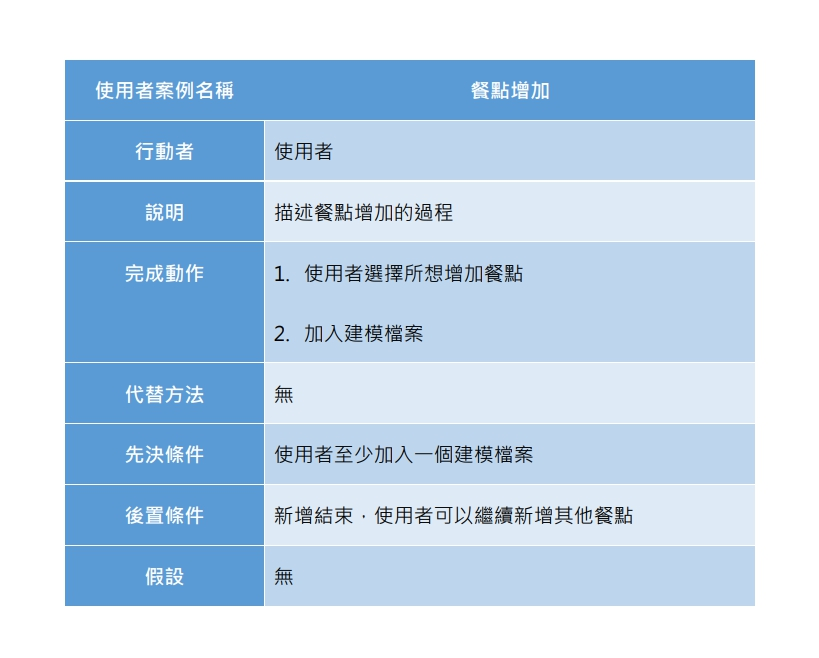 使用者案例名稱 餐點增加
行動者 使用者
說明 描述餐點增加的過程
完成動作 1. 使用者選擇所想增加餐點
2. 加入建模檔案
代替方法 無
先決條件 使用者至少加入一個建模檔案
後置條件 新增結束，使用者可以繼續新增其他餐點
假設 無